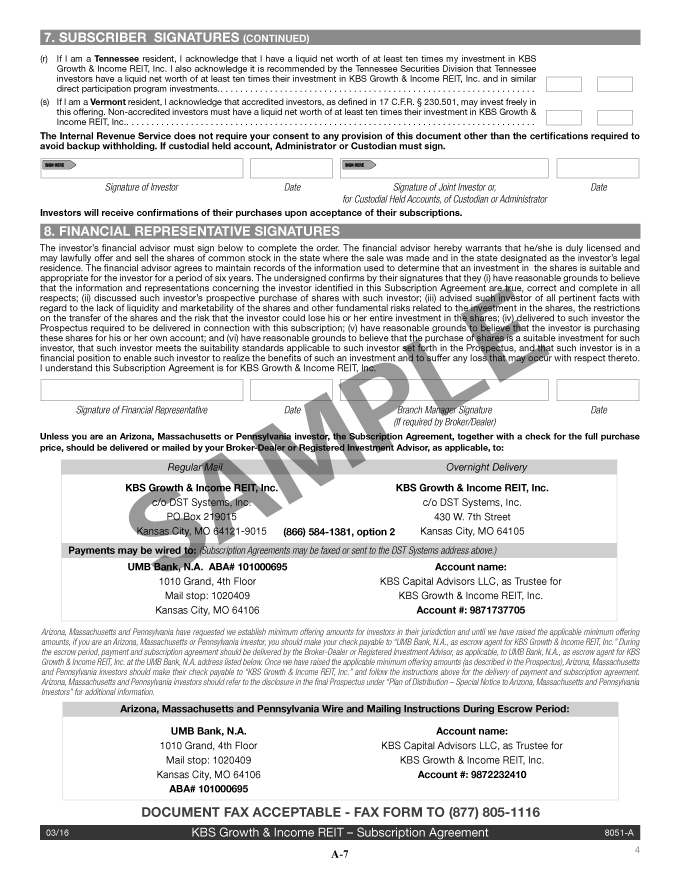 7. SUBSCRIBER SIGNATURES (CONTINUED)
(r) If I am a Tennessee resident, I acknowledge that I have a liquid net worth of at least ten times my investment in KBS
Growth & Income REIT, Inc. I also acknowledge it is recommended by the Tennessee Securities Division that Tennessee
investors have a liquid net worth of at least ten times their investment in KBS Growth & Income REIT, Inc. and in similar
direct participation program investments.
(s) If I am a Vermont resident, I acknowledge that accredited investors, as defined in 17 C.F.R. § 230.501, may invest freely in
this offering. Non-accredited investors must have a liquid net worth of at least ten times their investment in KBS Growth &
Income REIT, Inc.
The Internal Revenue Service does not require your consent to any provision of this document other than the certifications required to
avoid backup withholding. If custodial held account, Administrator or Custodian must sign.
SIGN HERE SIGN HERE
Signature of Investor Date Signature of Joint Investor or, Date
for Custodial Held Accounts, of Custodian or Administrator
Investors will receive confirmations of their purchases upon acceptance of their subscriptions.
8. FINANCIAL REPRESENTATIVE SIGNATURES
The investor's financial advisor must sign below to complete the order. The financial advisor hereby warrants that he/she is duly licensed and
may lawfully offer and sell the shares of common stock in the state where the sale was made and in the state designated as the investor's legal
residence. The financial advisor agrees to maintain records of the information used to determine that an investment in the shares is suitable and
appropriate for the investor for a period of six years. The undersigned confirms by their signatures that they (i) have reasonable grounds to believe
that the information and representations concerning the investor identified in this Subscription Agreement are true, correct and complete in all
respects; (ii) discussed such investor's prospective purchase of shares with such investor; (iii) advised such investor of all pertinent facts with
regard to the lack of liquidity and marketability of the shares and other fundamental risks related to the investment in the shares, the restrictions
on the transfer of the shares and the risk that the investor could lose his or her entire investment in the shares; (iv) delivered to such investor the
Prospectus required to be delivered in connection with this subscription; (v) have reasonable grounds to believe that the investor is purchasing
these shares for his or her own account; and (vi) have reasonable grounds to believe that the purchase of shares is a suitable investment for such
investor, that such investor meets the suitability standards applicable to such investor set forth in the Prospectus, and that such investor is in a
financial position to enable such investor to realize the benefits of such an investment and to suffer any loss that may occur with respect thereto.
I understand this Subscription Agreement is for KBS Growth & Income REIT, Inc.
Signature of Financial Representative Date Branch Manager Signature Date
(If required by Broker/Dealer)
Unless you are an Arizona, Massachusetts or Pennsylvania investor, the Subscription Agreement, together with a check for the full purchase
price, should be delivered or mailed by your Broker-Dealer or Registered Investment Advisor, as applicable, to:
Regular Mail Overnight Delivery
KBS Growth & Income REIT, Inc. KBS Growth & Income REIT, Inc.
c/o DST Systems, Inc. c/o DST Systems, Inc.
PO Box 219015 430 W. 7th Street
Kansas City, MO 64121-9015 (866) 584-1381, option 2 Kansas City, MO 64105
Payments may be wired to: (Subscription Agreements may be faxed or sent to the DST Systems address above.)
UMB Bank, N.A. ABA# 101000695 Account name:
1010 Grand, 4th Floor KBS Capital Advisors LLC, as Trustee for
Mail stop: 1020409 KBS Growth & Income REIT, Inc.
Kansas City, MO 64106 Account #: 9871737705
Arizona, Massachusetts and Pennsylvania have requested we establish minimum offering amounts for investors in their jurisdiction and until we have raised the applicable minimum offering
amounts, if you are an Arizona, Massachusetts or Pennsylvania investor, you should make your check payable to "UMB Bank, N.A., as escrow agent for KBS Growth & Income REIT, Inc." During
the escrow period, payment and subscription agreement should be delivered by the Broker-Dealer or Registered Investment Advisor, as applicable, to UMB Bank, N.A., as escrow agent for KBS
Growth & Income REIT, Inc. at the UMB Bank, N.A. address listed below. Once we have raised the applicable minimum offering amounts (as described in the Prospectus), Arizona, Massachusetts
and Pennsylvania investors should make their checks payable to "KBS Growth & Income REIT, Inc." and follow the instructions above for the delivery of payment and subscription agreement.
Arizona, Massachusetts and Pennsylvania investors should refer to the disclosure in the final Prospectus under "Plan of Distribution – Special Notice to Arizona, Massachusetts and Pennsylvania
Investors" for additional information.
Arizona, Massachusetts and Pennsylvania Wire and Mailing Instructions During Escrow Period:
UMB Bank, N.A. Account name:
1010 Grand, 4th Floor KBS Capital Advisors LLC, as Trustee for
Mail stop: 1020409 KBS Growth & Income REIT, Inc.
Kansas City, MO 64106 Account #: 9872232410
ABA# 101000695
DOCUMENT FAX ACCEPTABLE - FAX FORM TO (877) 805-1116
03/16 KBS Growth & Income REIT – Subscription Agreement 8051-A
A-7 4
SAMPLE